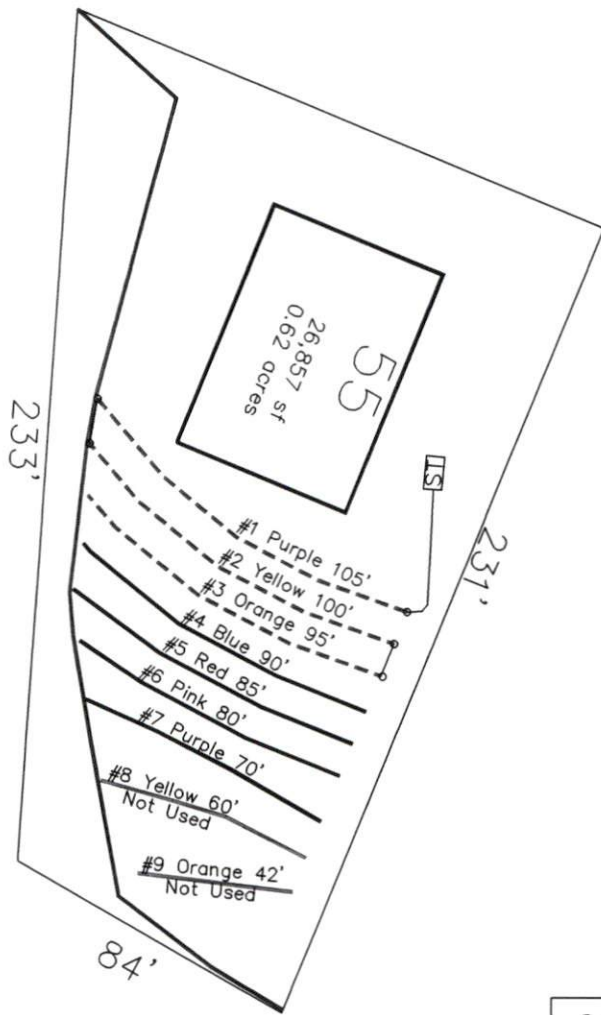 55
26,857 sf
0.62 acres
ST
231'
#1 Purple 105'
#2 Yellow 100'
#3 Orange 95'
#4 Blue 90'
#5 Red 85'
#6 Pink 80'
#7 Purple 70'
#8 Yellow 60'
Not Used
#9 Orange 42'
Not Used
233'
84'